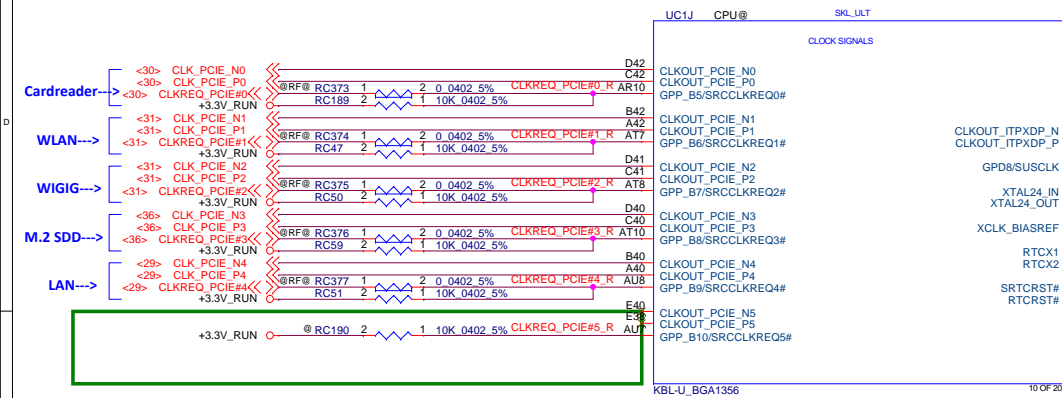 UC1J CPU@ SKL_ULT
CLOCK SIGNALS
D
Cardreader--->
<30> CLK_PCIE_N0 D42 CLKOUT_PCIE_N0
<30> CLK_PCIE_P0 C42 CLKOUT_PCIE_P0
<30> CLKREQ_PCIE#0 @RF@ RC373 1 2 0_0402_5% CLKREQ_PCIE#0_R AR10 GPP_B5/SRCCLKREQ0#
+3.3V_RUN RC189 2 1 10K_0402_5%
WLAN--->
<31> CLK_PCIE_N1 B42 CLKOUT_PCIE_N1
<31> CLK_PCIE_P1 A42 CLKOUT_PCIE_P1
<31> CLKREQ_PCIE#1 @RF@ RC374 1 2 0_0402_5% CLKREQ_PCIE#1_R AT7 GPP_B6/SRCCLKREQ1#
+3.3V_RUN RC47 2 1 10K_0402_5%
WIGIG--->
<31> CLK_PCIE_N2 D41 CLKOUT_PCIE_N2
<31> CLK_PCIE_P2 C41 CLKOUT_PCIE_P2
<31> CLKREQ_PCIE#2 @RF@ RC375 1 2 0_0402_5% CLKREQ_PCIE#2_R AT8 GPP_B7/SRCCLKREQ2#
+3.3V_RUN RC50 2 1 10K_0402_5%
M.2 SDD--->
<36> CLK_PCIE_N3 D40 CLKOUT_PCIE_N3
<36> CLK_PCIE_P3 C40 CLKOUT_PCIE_P3
<36> CLKREQ_PCIE#3 @RF@ RC376 1 2 0_0402_5% CLKREQ_PCIE#3_R AT10 GPP_B8/SRCCLKREQ3#
+3.3V_RUN RC59 2 1 10K_0402_5%
LAN--->
<29> CLK_PCIE_N4 B40 CLKOUT_PCIE_N4
<29> CLK_PCIE_P4 A40 CLKOUT_PCIE_P4
<29> CLKREQ_PCIE#4 @RF@ RC377 1 2 0_0402_5% CLKREQ_PCIE#4_R AU8 GPP_B9/SRCCLKREQ4#
+3.3V_RUN RC51 2 1 10K_0402_5%
E40 CLKOUT_PCIE_N5
CLKOUT_PCIE_P5
+3.3V_RUN @ RC190 2 1 10K_0402_5% CLKREQ_PCIE#5_R GPP_B10/SRCCLKREQ5#
CLKOUT_ITPXDP_N
CLKOUT_ITPXDP_P
GPD8/SUSCLK
XTAL24_IN
XTAL24_OUT
XCLK_BIASREF
RTCX1
RTCX2
SRTCRST#
RTCRST#
KBL-U_BGA1356
10 OF 20